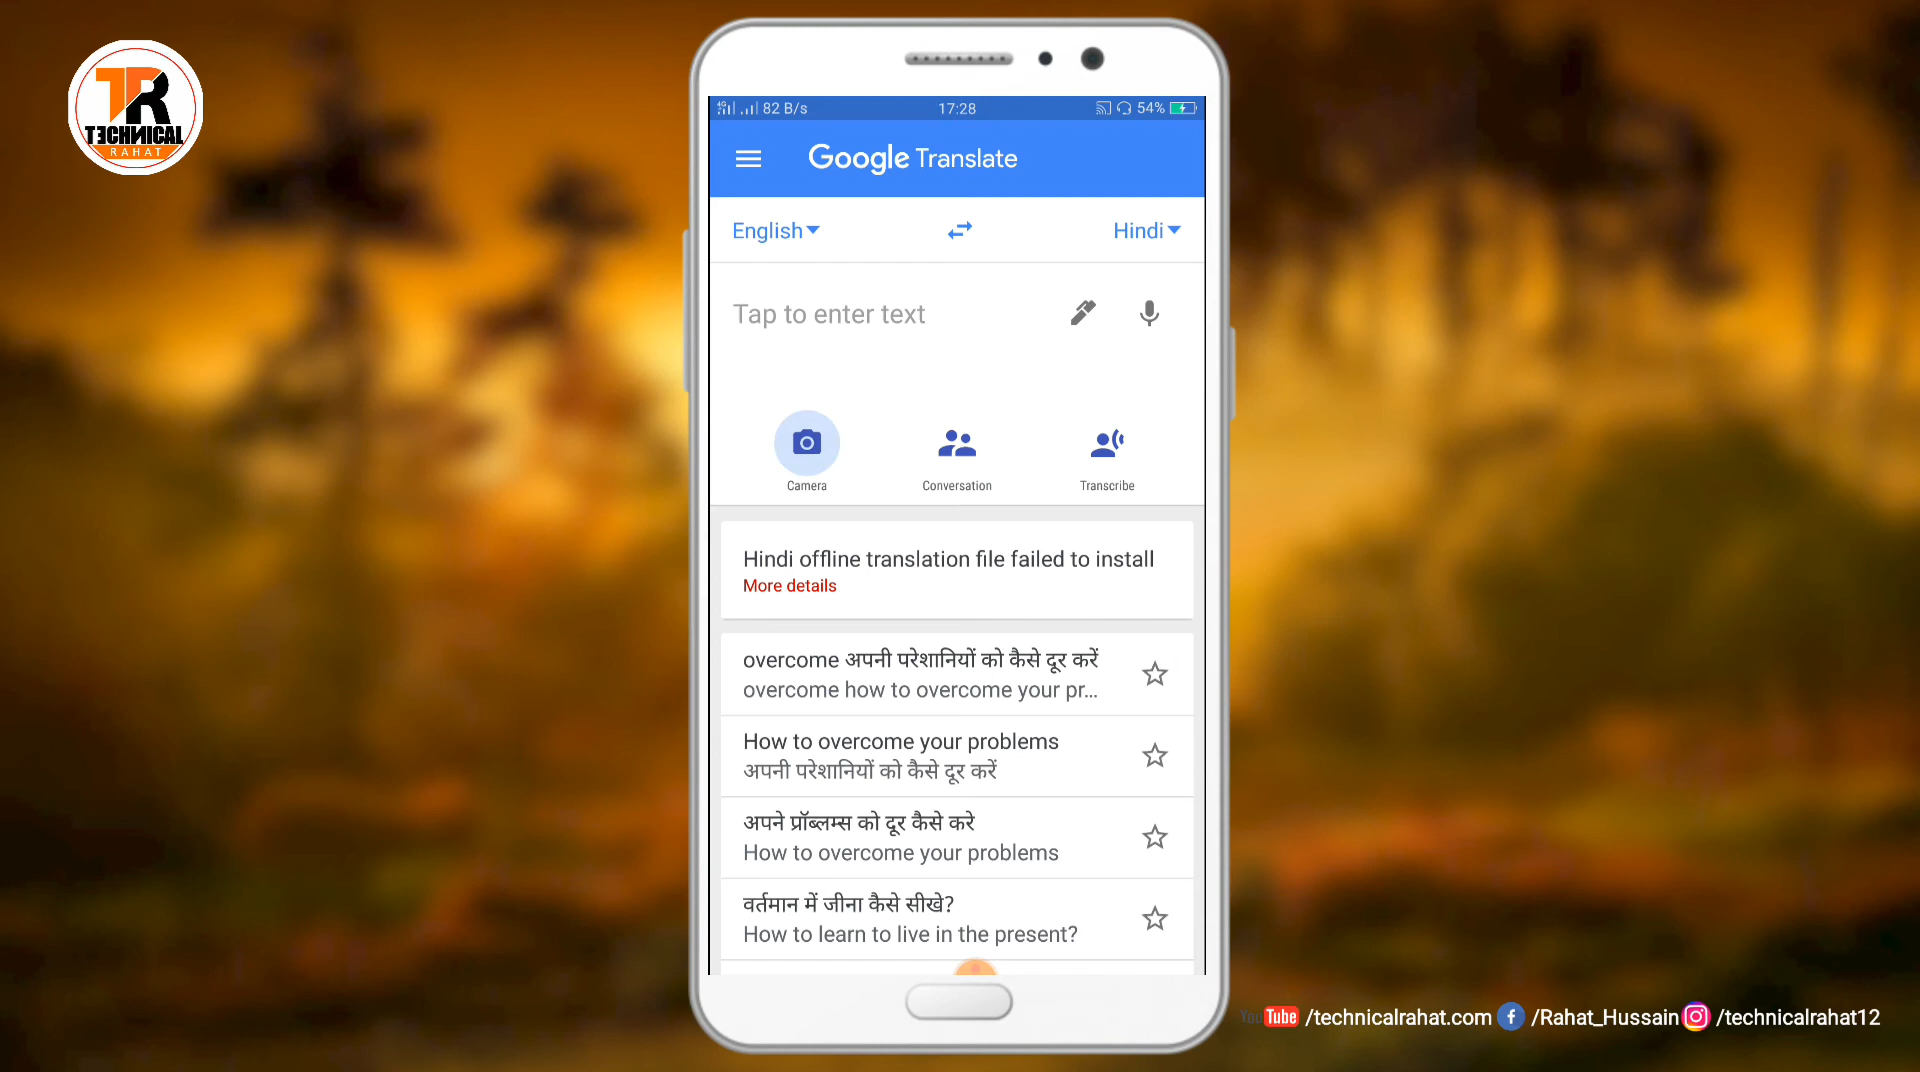 TR
TECHNICAL
RAHAT
82 B/s 17:28 54%
Google Translate
English Hindi
Tap to enter text
Camera Conversation Transcribe
Hindi offline translation file failed to install
More details
overcome अपनी परेशानियों को कैसे दूर करें
overcome how to overcome your pr...
How to overcome your problems
अपनी परेशानियों को कैसे दूर करें
अपने प्रॉब्लम्स को दूर कैसे करे
How to overcome your problems
वर्तमान में जीना कैसे सीखे?
How to learn to live in the present?
YouTube /technicalrahat.com f /Rahat_Hussain /technicalrahat12